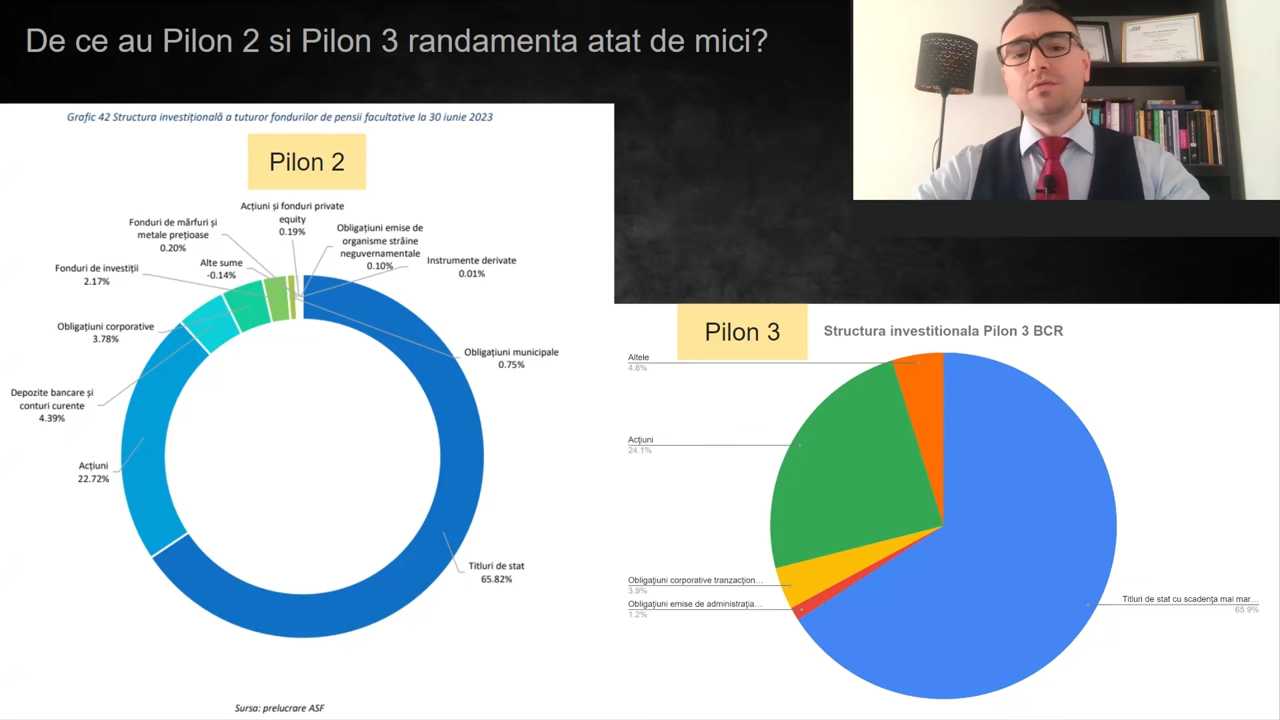 De ce au Pilon 2 si Pilon 3 randamenta atat de mici?
Grafic 42 Structura investițională a tuturor fondurilor de pensii facultative la 30 iunie 2023
Pilon 2
Acțiuni și fonduri private
equity
0.19%
Fonduri de mărfuri și
metale prețioase
0.20%
Obligațiuni emise de
organisme străine
neguvernamentale
0.10%
Alte sume
-0.14%
Instrumente derivate
0.01%
Fonduri de investiții
2.17%
Obligațiuni corporative
3.78%
Obligațiuni municipale
0.75%
Depozite bancare și
conturi curente
4.39%
Acțiuni
22.72%
Titluri de stat
65.82%
Sursa: prelucrare ASF
Pilon 3
Structura investitionala Pilon 3 BCR
Altele
4.8%
Acţiuni
24.1%
Obligaţiuni corporative tranzacţion…
3.9%
Obligaţiuni emise de administraţia…
1.2%
Titluri de stat cu scadenţa mai mar…
65.9%